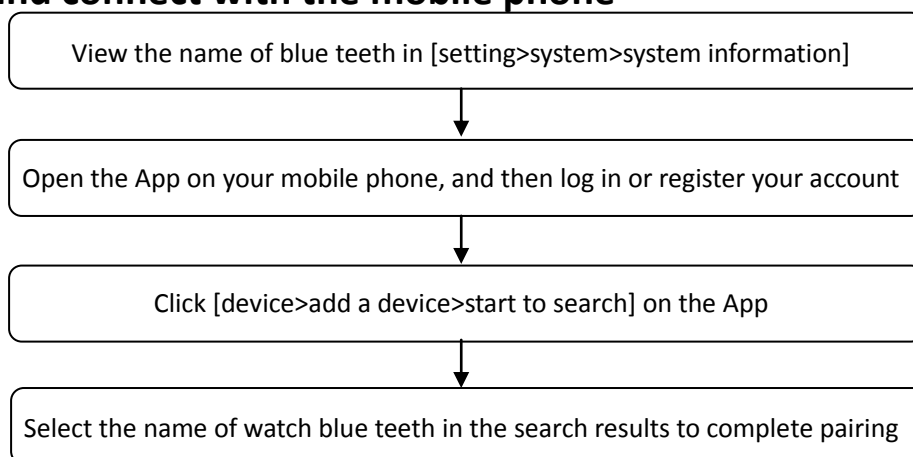 and connect with the mobile phone
View the name of blue teeth in [setting>system>system information]
Open the App on your mobile phone, and then log in or register your account
Click [device>add a device>start to search] on the App
Select the name of watch blue teeth in the search results to complete pairing